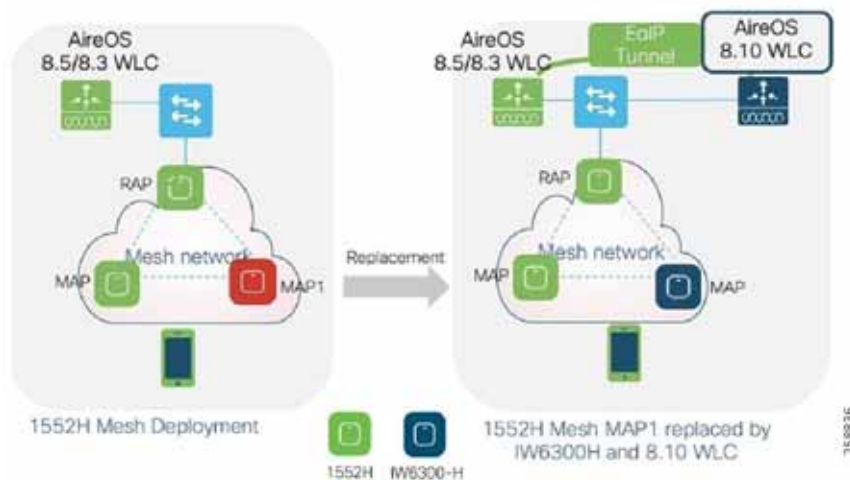 AireOS
8.5/8.3 WLC
RAP
Mesh network
MAP
MAP1
1552H Mesh Deployment
Replacement
AireOS
8.5/8.3 WLC
EoIP
Tunnel
AireOS
8.10 WLC
RAP
Mesh network
MAP
MAP
1552H Mesh MAP1 replaced by
IW6300H and 8.10 WLC
1552H
IW6300-H
258836